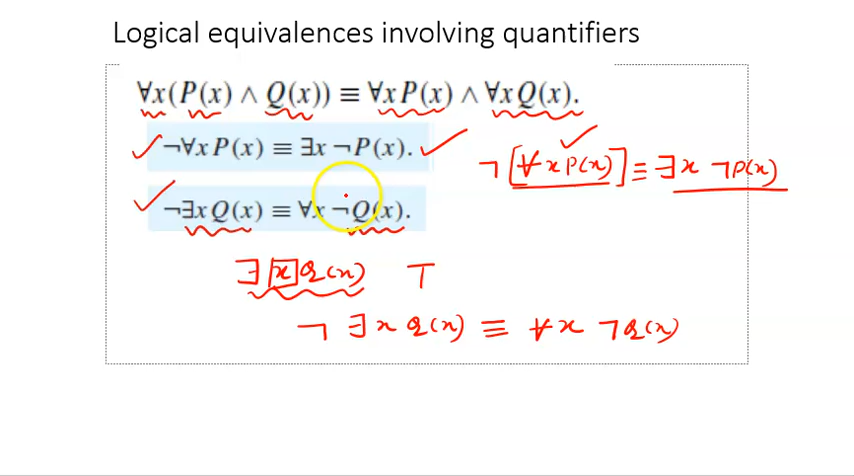 Logical equivalences involving quantifiers
∀x(P(x) ∧ Q(x)) ≡ ∀xP(x) ∧ ∀xQ(x).
¬∀xP(x) ≡ ∃x ¬P(x).
¬[∀x P(x)] ≡ ∃x ¬P(x)
¬∃xQ(x) ≡ ∀x ¬Q(x).
∃x Q(x) T
¬ ∃x Q(x) ≡ ∀x ¬Q(x)